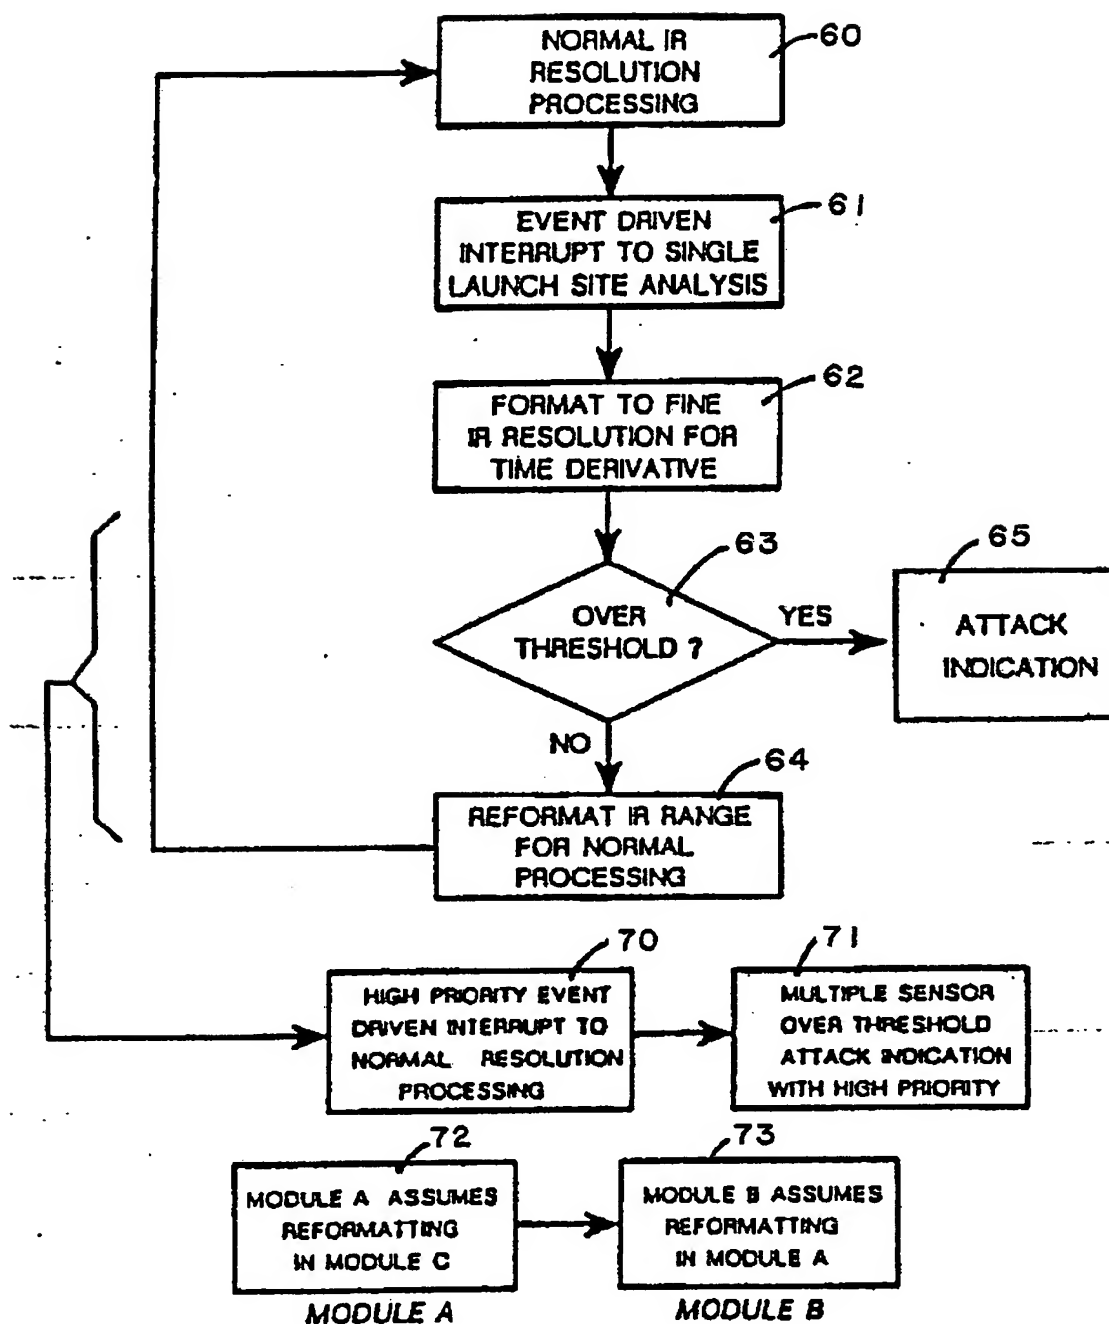 NORMAL IR
RESOLUTION
PROCESSING
60
EVENT DRIVEN
INTERRUPT TO SINGLE
LAUNCH SITE ANALYSIS
61
FORMAT TO FINE
IR RESOLUTION FOR
TIME DERIVATIVE
62
OVER
THRESHOLD ?
63
YES
65
ATTACK
INDICATION
NO
64
REFORMAT IR RANGE
FOR NORMAL
PROCESSING
70
HIGH PRIORITY EVENT
DRIVEN INTERRUPT TO
NORMAL RESOLUTION
PROCESSING
71
MULTIPLE SENSOR
OVER THRESHOLD
ATTACK INDICATION
WITH HIGH PRIORITY
72
MODULE A ASSUMES
REFORMATTING
IN MODULE C
MODULE A
73
MODULE B ASSUMES
REFORMATTING
IN MODULE A
MODULE B